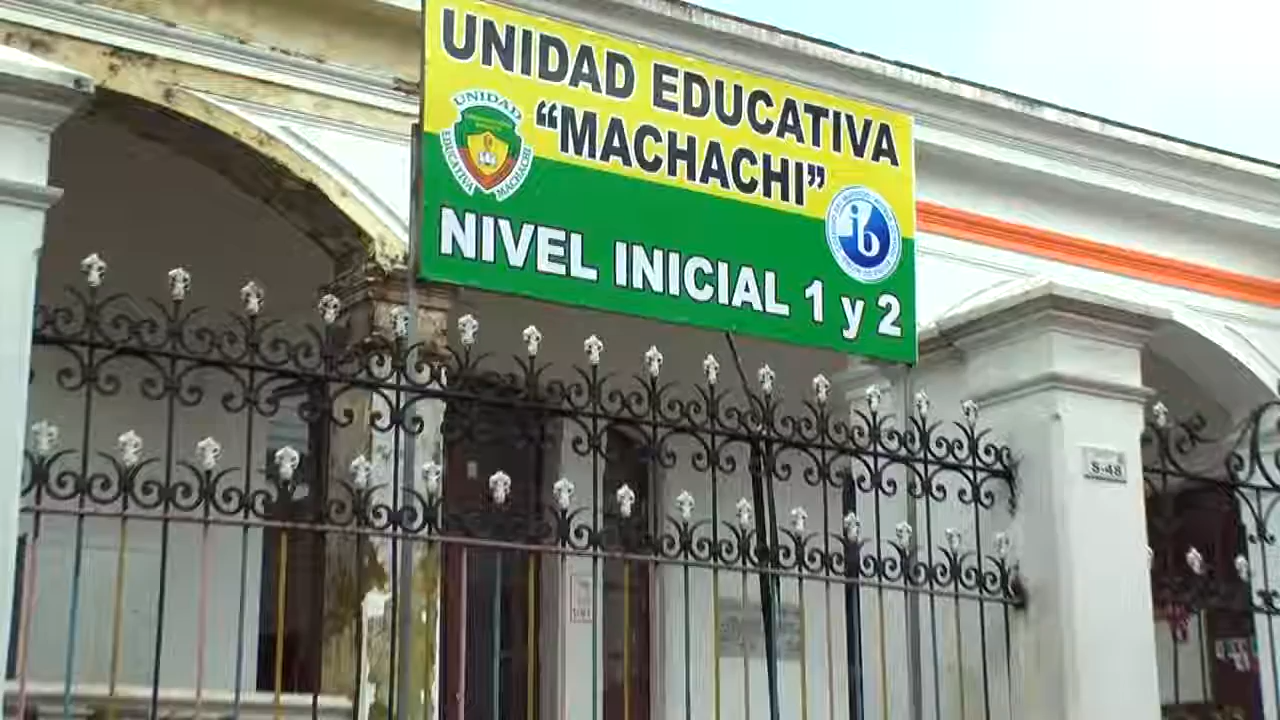 UNIDAD EDUCATIVA
“MACHACHI”
UNIDAD
EDUCATIVA MACHACHI
ib
NIVEL INICIAL 1 y 2
S-48